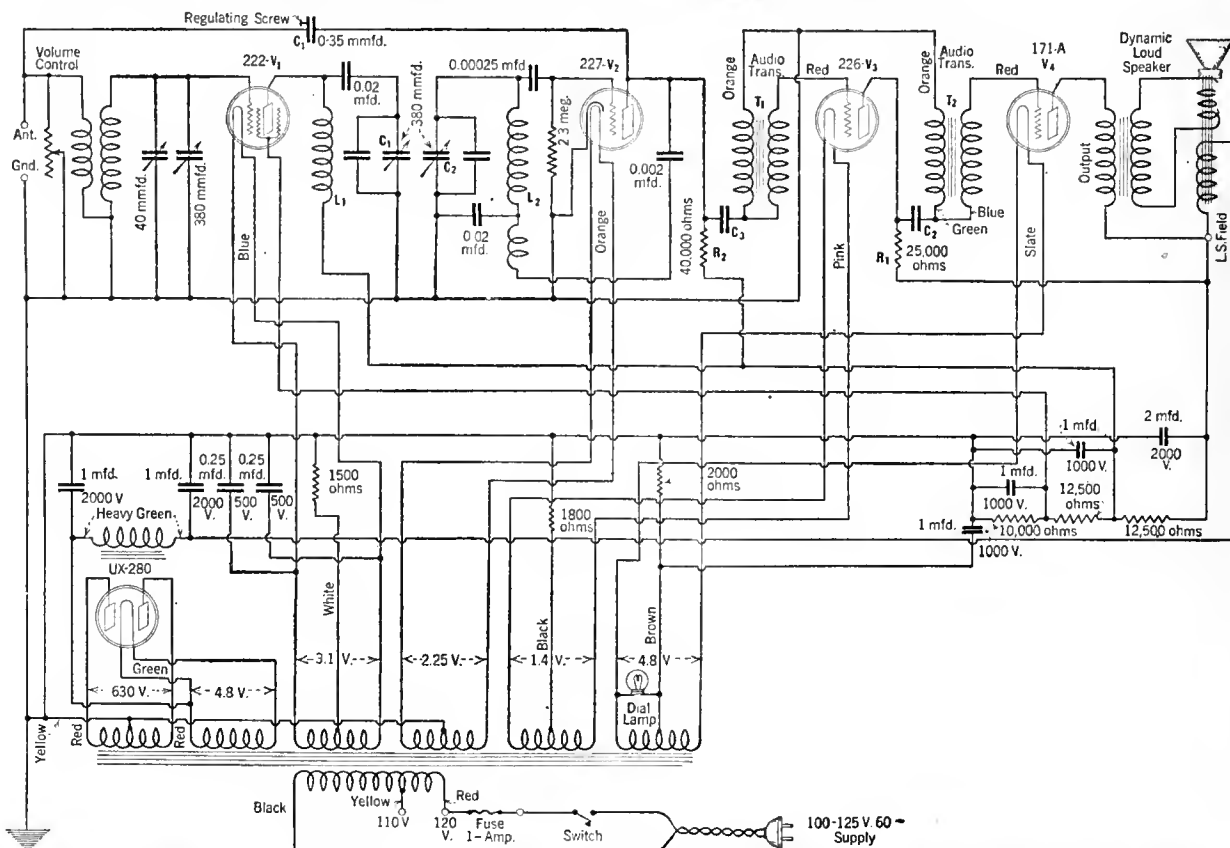 Regulating Screw
C1
0-35 mmfd.
Volume
Control
222-V1
0.02
mfd.
0.00025 mfd
227-V2
Orange
Audio
Trans.
Red
226-V3
Orange
Audio
Trans.
Red
171-A
V4
Dynamic
Loud
Speaker
Ant.
Gnd.
40 mmfd.
380 mmfd.
L1
C1
380 mmfd.
C2
L2
2.3 meg.
0.002
mfd.
T1
T2
Output
Blue
0.02
mfd.
Orange
40,000 ohms
R2
C3
Pink
R1
C2
25,000
ohms
Blue
Green
Slate
L.S. Field
1 mfd.
2000 V
1 mfd.
2000
V.
0.25
mfd.
500
V.
0.25
mfd.
500
V.
1500
ohms
1800
ohms
2000
ohms
1 mfd.
1000 V.
2 mfd.
2000
V.
1 mfd.
1000 V.
12,500
ohms
1 mfd.
1000 V.
10,000 ohms
12,500 ohms
Heavy Green
UX-280
Green
White
Black
Brown
630 V.
4.8 V.
3.1 V.
2.25 V.
1.4 V.
4.8 V
Dial
Lamp
Yellow
Red
Red
Black
Yellow
Red
110 V
120
V.
Fuse
1-Amp.
Switch
100-125 V. 60~
Supply